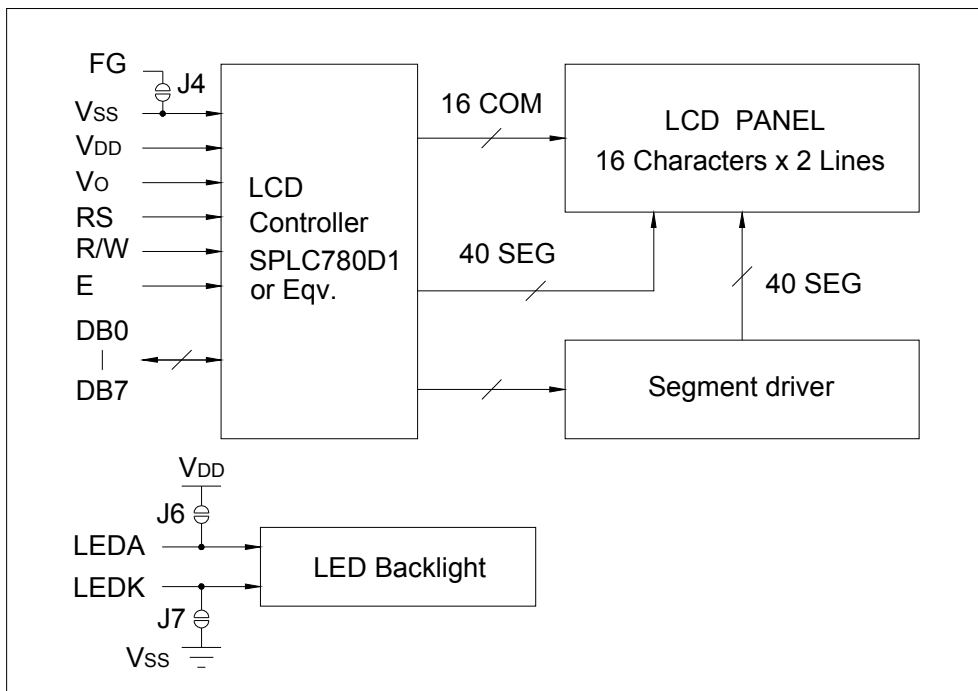 FG
J4
VSS
VDD
VO
RS
R/W
E
DB0
DB7
LCD
Controller
SPLC780D1
or Eqv.
16 COM
40 SEG
LCD PANEL
16 Characters x 2 Lines
40 SEG
Segment driver
VDD
J6
LEDA
LEDK
J7
VSS
LED Backlight